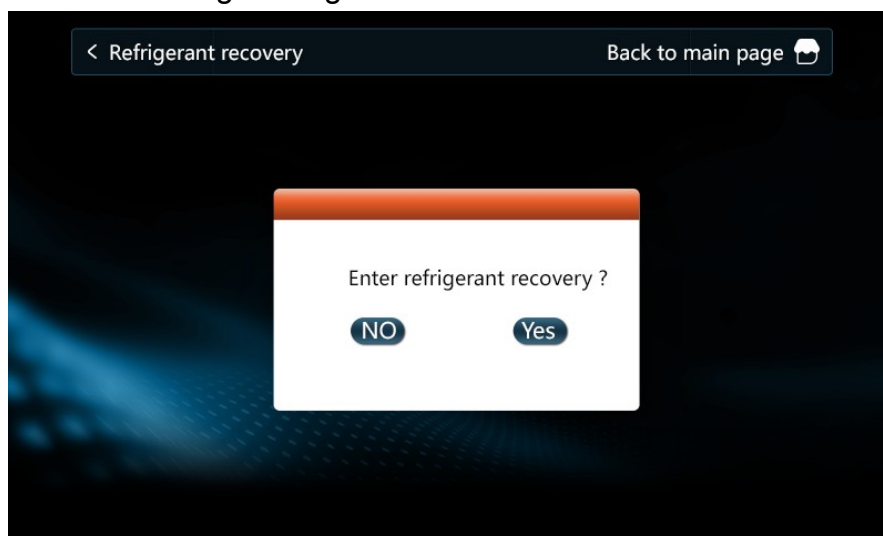 < Refrigerant recovery Back to main page
Enter refrigerant recovery ?
NO Yes